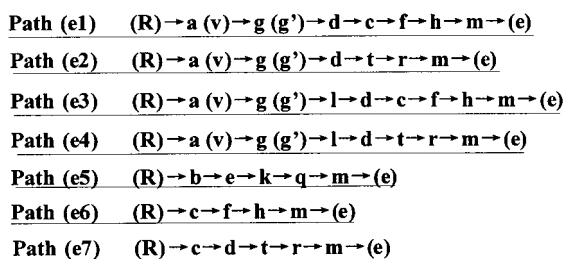 Path (e1) (R)→a (v)→g (g’)→d→c→f→h→m→(e)
Path (e2) (R)→a (v)→g (g’)→d→t→r→m→(e)
Path (e3) (R)→a (v)→g (g’)→l→d→c→f→h→m→(e)
Path (e4) (R)→a (v)→g (g’)→l→d→t→r→m→(e)
Path (e5) (R)→b→e→k→q→m→(e)
Path (e6) (R)→c→f→h→m→(e)
Path (e7) (R)→c→d→t→r→m→(e)